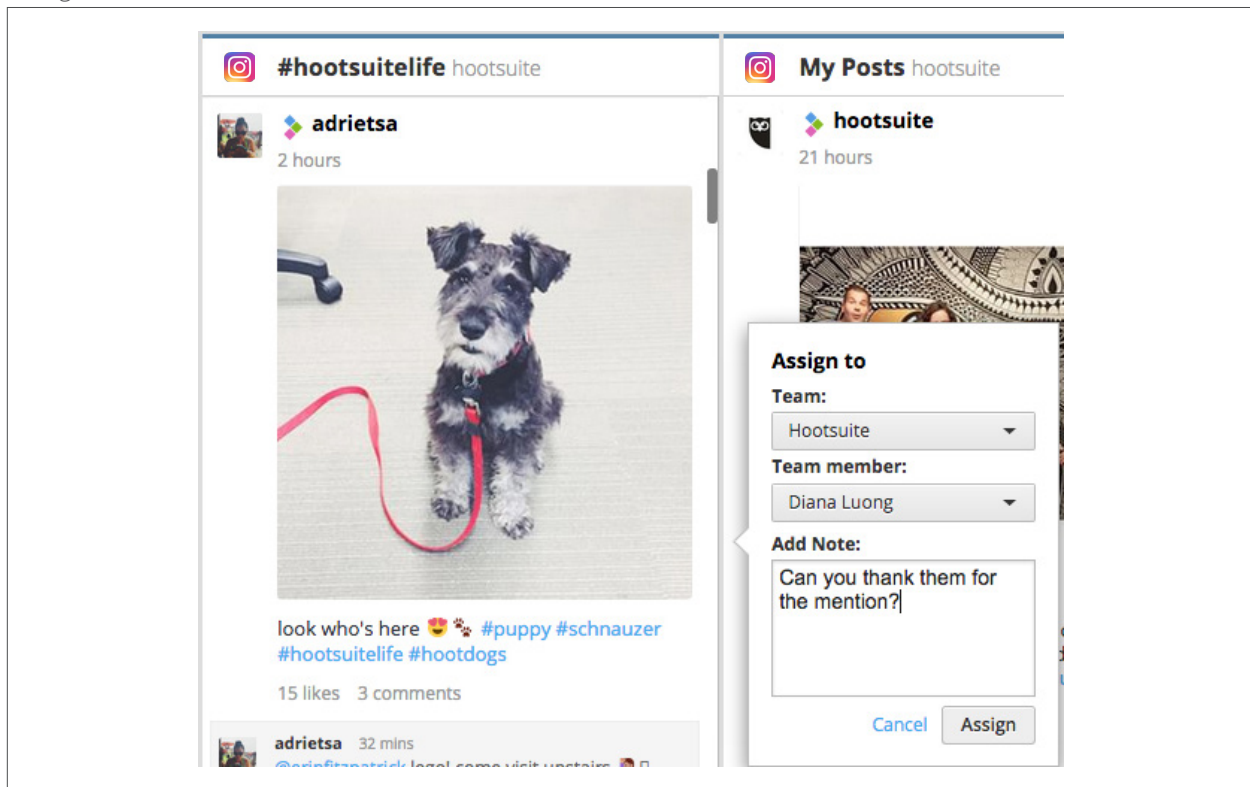 #hootsuitelife hootsuite
adrietsa
2 hours
look who's here 😍 🐾 #puppy #schnauzer
#hootsuitelife #hootdogs
15 likes 3 comments
adrietsa 32 mins
My Posts hootsuite
hootsuite
21 hours
Assign to
Team:
Hootsuite
Team member:
Diana Luong
Add Note:
Can you thank them for
the mention?
Cancel Assign